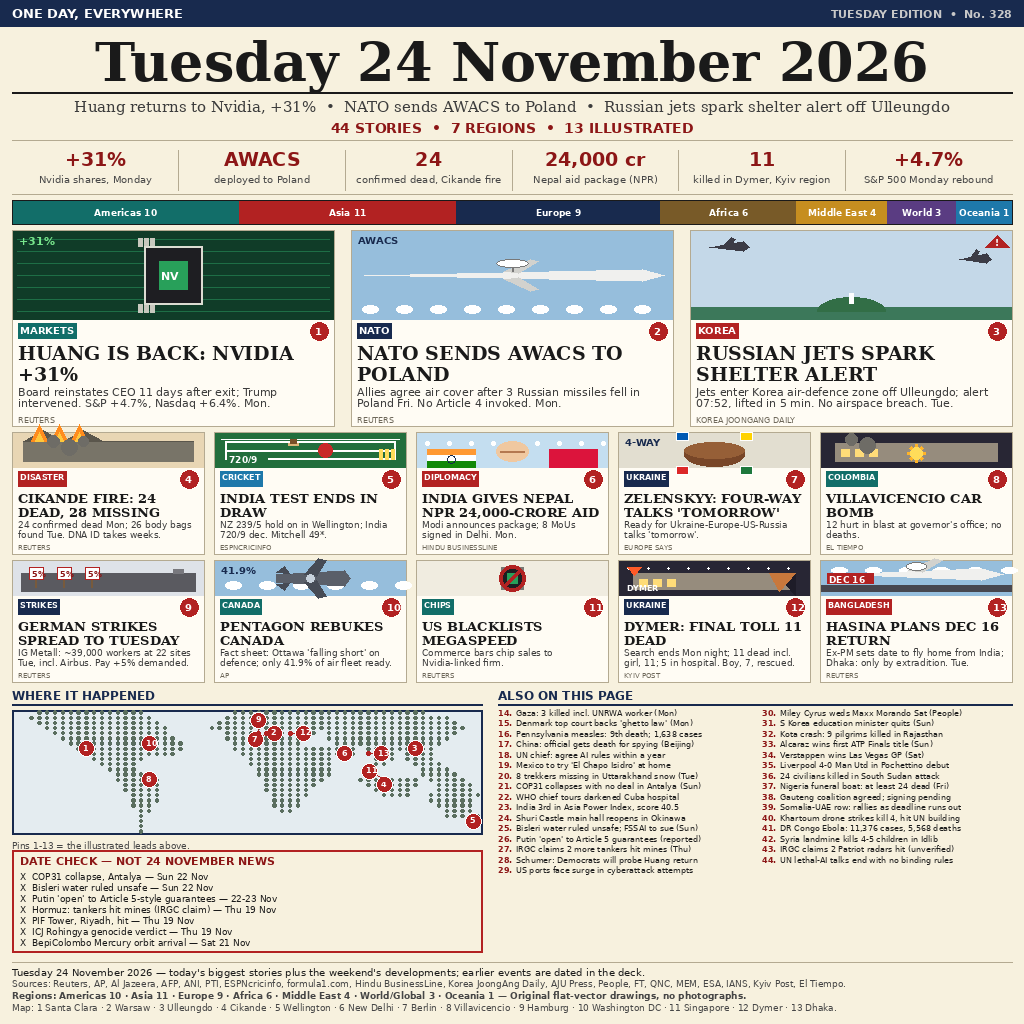 ONE DAY, EVERYWHERE
TUESDAY EDITION • No. 328
Tuesday 24 November 2026
Huang returns to Nvidia, +31% • NATO sends AWACS to Poland • Russian jets spark shelter alert off Ulleungdo
44 STORIES • 7 REGIONS • 13 ILLUSTRATED
+31%
Nvidia shares, Monday
AWACS
deployed to Poland
24
confirmed dead, Cikande fire
24,000 cr
Nepal aid package (NPR)
11
killed in Dymer, Kyiv region
+4.7%
S&P 500 Monday rebound
Americas 10
Asia 11
Europe 9
Africa 6
Middle East 4
World 3
Oceania 1
+31%
NV
MARKETS
1
HUANG IS BACK: NVIDIA
+31%
Board reinstates CEO 11 days after exit; Trump
intervened. S&P +4.7%, Nasdaq +6.4%. Mon.
REUTERS
AWACS
NATO
2
NATO SENDS AWACS TO
POLAND
Allies agree air cover after 3 Russian missiles fell in
Poland Fri. No Article 4 invoked. Mon.
REUTERS
!
KOREA
3
RUSSIAN JETS SPARK
SHELTER ALERT
Jets enter Korea air-defence zone off Ulleungdo; alert
07:52, lifted in 5 min. No airspace breach. Tue.
KOREA JOONGANG DAILY
DISASTER
4
CIKANDE FIRE: 24
DEAD, 28 MISSING
24 confirmed dead Mon; 26 body bags
found Tue. DNA ID takes weeks.
REUTERS
720/9
CRICKET
5
INDIA TEST ENDS IN
DRAW
NZ 239/5 hold on in Wellington; India
720/9 dec. Mitchell 49*.
ESPNCRICINFO
DIPLOMACY
6
INDIA GIVES NEPAL
NPR 24,000-CRORE AID
Modi announces package; 8 MoUs
signed in Delhi. Mon.
HINDU BUSINESSLINE
4-WAY
UKRAINE
7
ZELENSKYY: FOUR-WAY
TALKS 'TOMORROW'
Ready for Ukraine-Europe-US-Russia
talks 'tomorrow'.
EUROPE SAYS
COLOMBIA
8
VILLAVICENCIO CAR
BOMB
12 hurt in blast at governor's office; no
deaths.
EL TIEMPO
5%
5%
5%
STRIKES
9
GERMAN STRIKES
SPREAD TO TUESDAY
IG Metall: ~39,000 workers at 22 sites
Tue, incl. Airbus. Pay +5% demanded.
REUTERS
41.9%
CANADA
10
PENTAGON REBUKES
CANADA
Fact sheet: Ottawa 'falling short' on
defence; only 41.9% of air fleet ready.
AP
CHIPS
11
US BLACKLISTS
MEGASPEED
Commerce bars chip sales to
Nvidia-linked firm.
REUTERS
DYMER
UKRAINE
12
DYMER: FINAL TOLL 11
DEAD
Search ends Mon night; 11 dead incl.
girl, 11; 5 in hospital. Boy, 7, rescued.
KYIV POST
DEC 16
BANGLADESH
13
HASINA PLANS DEC 16
RETURN
Ex-PM sets date to fly home from India;
Dhaka: only by extradition. Tue.
REUTERS
WHERE IT HAPPENED
9
2
12
7
1
10
6
13
3
11
8
4
5
Pins 1-13 = the illustrated leads above.
DATE CHECK — NOT 24 NOVEMBER NEWS
X COP31 collapse, Antalya — Sun 22 Nov
X Bisleri water ruled unsafe — Sun 22 Nov
X Putin 'open' to Article 5-style guarantees — 22-23 Nov
X Hormuz: tankers hit mines (IRGC claim) — Thu 19 Nov
X PIF Tower, Riyadh, hit — Thu 19 Nov
X ICJ Rohingya genocide verdict — Thu 19 Nov
X BepiColombo Mercury orbit arrival — Sat 21 Nov
ALSO ON THIS PAGE
14. Gaza: 3 killed incl. UNRWA worker (Mon)
15. Denmark top court backs 'ghetto law' (Mon)
16. Pennsylvania measles: 9th death; 1,638 cases
17. China: official gets death for spying (Beijing)
18. UN chief: agree AI rules within a year
19. Mexico to try 'El Chapo Isidro' at home
20. 8 trekkers missing in Uttarakhand snow (Tue)
21. COP31 collapses with no deal in Antalya (Sun)
22. WHO chief tours darkened Cuba hospital
23. India 3rd in Asia Power Index, score 40.5
24. Shuri Castle main hall reopens in Okinawa
25. Bisleri water ruled unsafe; FSSAI to sue (Sun)
26. Putin 'open' to Article 5 guarantees (reported)
27. IRGC claims 2 more tankers hit mines (Thu)
28. Schumer: Democrats will probe Huang return
29. US ports face surge in cyberattack attempts
30. Miley Cyrus weds Maxx Morando Sat (People)
31. S Korea education minister quits (Sun)
32. Kota crash: 9 pilgrims killed in Rajasthan
33. Alcaraz wins first ATP Finals title (Sun)
34. Verstappen wins Las Vegas GP (Sat)
35. Liverpool 4-0 Man Utd in Pochettino debut
36. 24 civilians killed in South Sudan attack
37. Nigeria funeral boat: at least 24 dead (Fri)
38. Gauteng coalition agreed; signing pending
39. Somalia-UAE row: rallies as deadline runs out
40. Khartoum drone strikes kill 4, hit UN building
41. DR Congo Ebola: 11,376 cases, 5,568 deaths
42. Syria landmine kills 4-5 children in Idlib
43. IRGC claims 2 Patriot radars hit (unverified)
44. UN lethal-AI talks end with no binding rules
Tuesday 24 November 2026 — today's biggest stories plus the weekend's developments; earlier events are dated in the deck.
Sources: Reuters, AP, Al Jazeera, AFP, ANI, PTI, ESPNcricinfo, formula1.com, Hindu BusinessLine, Korea JoongAng Daily, AJU Press, People, FT, QNC, MEM, ESA, IANS, Kyiv Post, El Tiempo.
Regions: Americas 10 · Asia 11 · Europe 9 · Africa 6 · Middle East 4 · World/Global 3 · Oceania 1 — Original flat-vector drawings, no photographs.
Map: 1 Santa Clara · 2 Warsaw · 3 Ulleungdo · 4 Cikande · 5 Wellington · 6 New Delhi · 7 Berlin · 8 Villavicencio · 9 Hamburg · 10 Washington DC · 11 Singapore · 12 Dymer · 13 Dhaka.